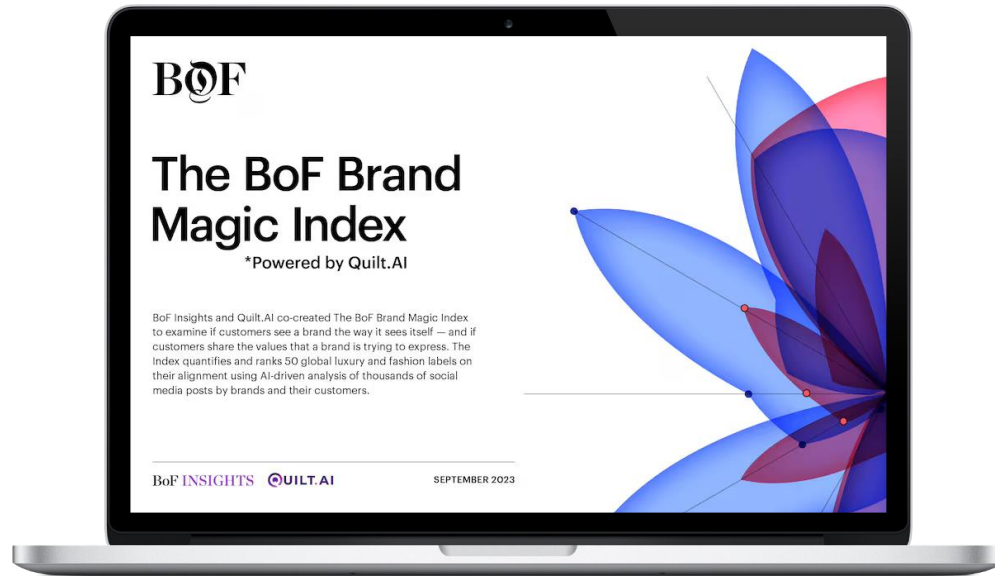 BoF
The BoF Brand
Magic Index
*Powered by Quilt.AI
BoF Insights and Quilt.AI co-created The BoF Brand Magic Index
to examine if customers see a brand the way it sees itself — and if
customers share the values that a brand is trying to express. The
Index quantifies and ranks 50 global luxury and fashion labels on
their alignment using AI-driven analysis of thousands of social
media posts by brands and their customers.
BoF INSIGHTS QUILT.AI SEPTEMBER 2023